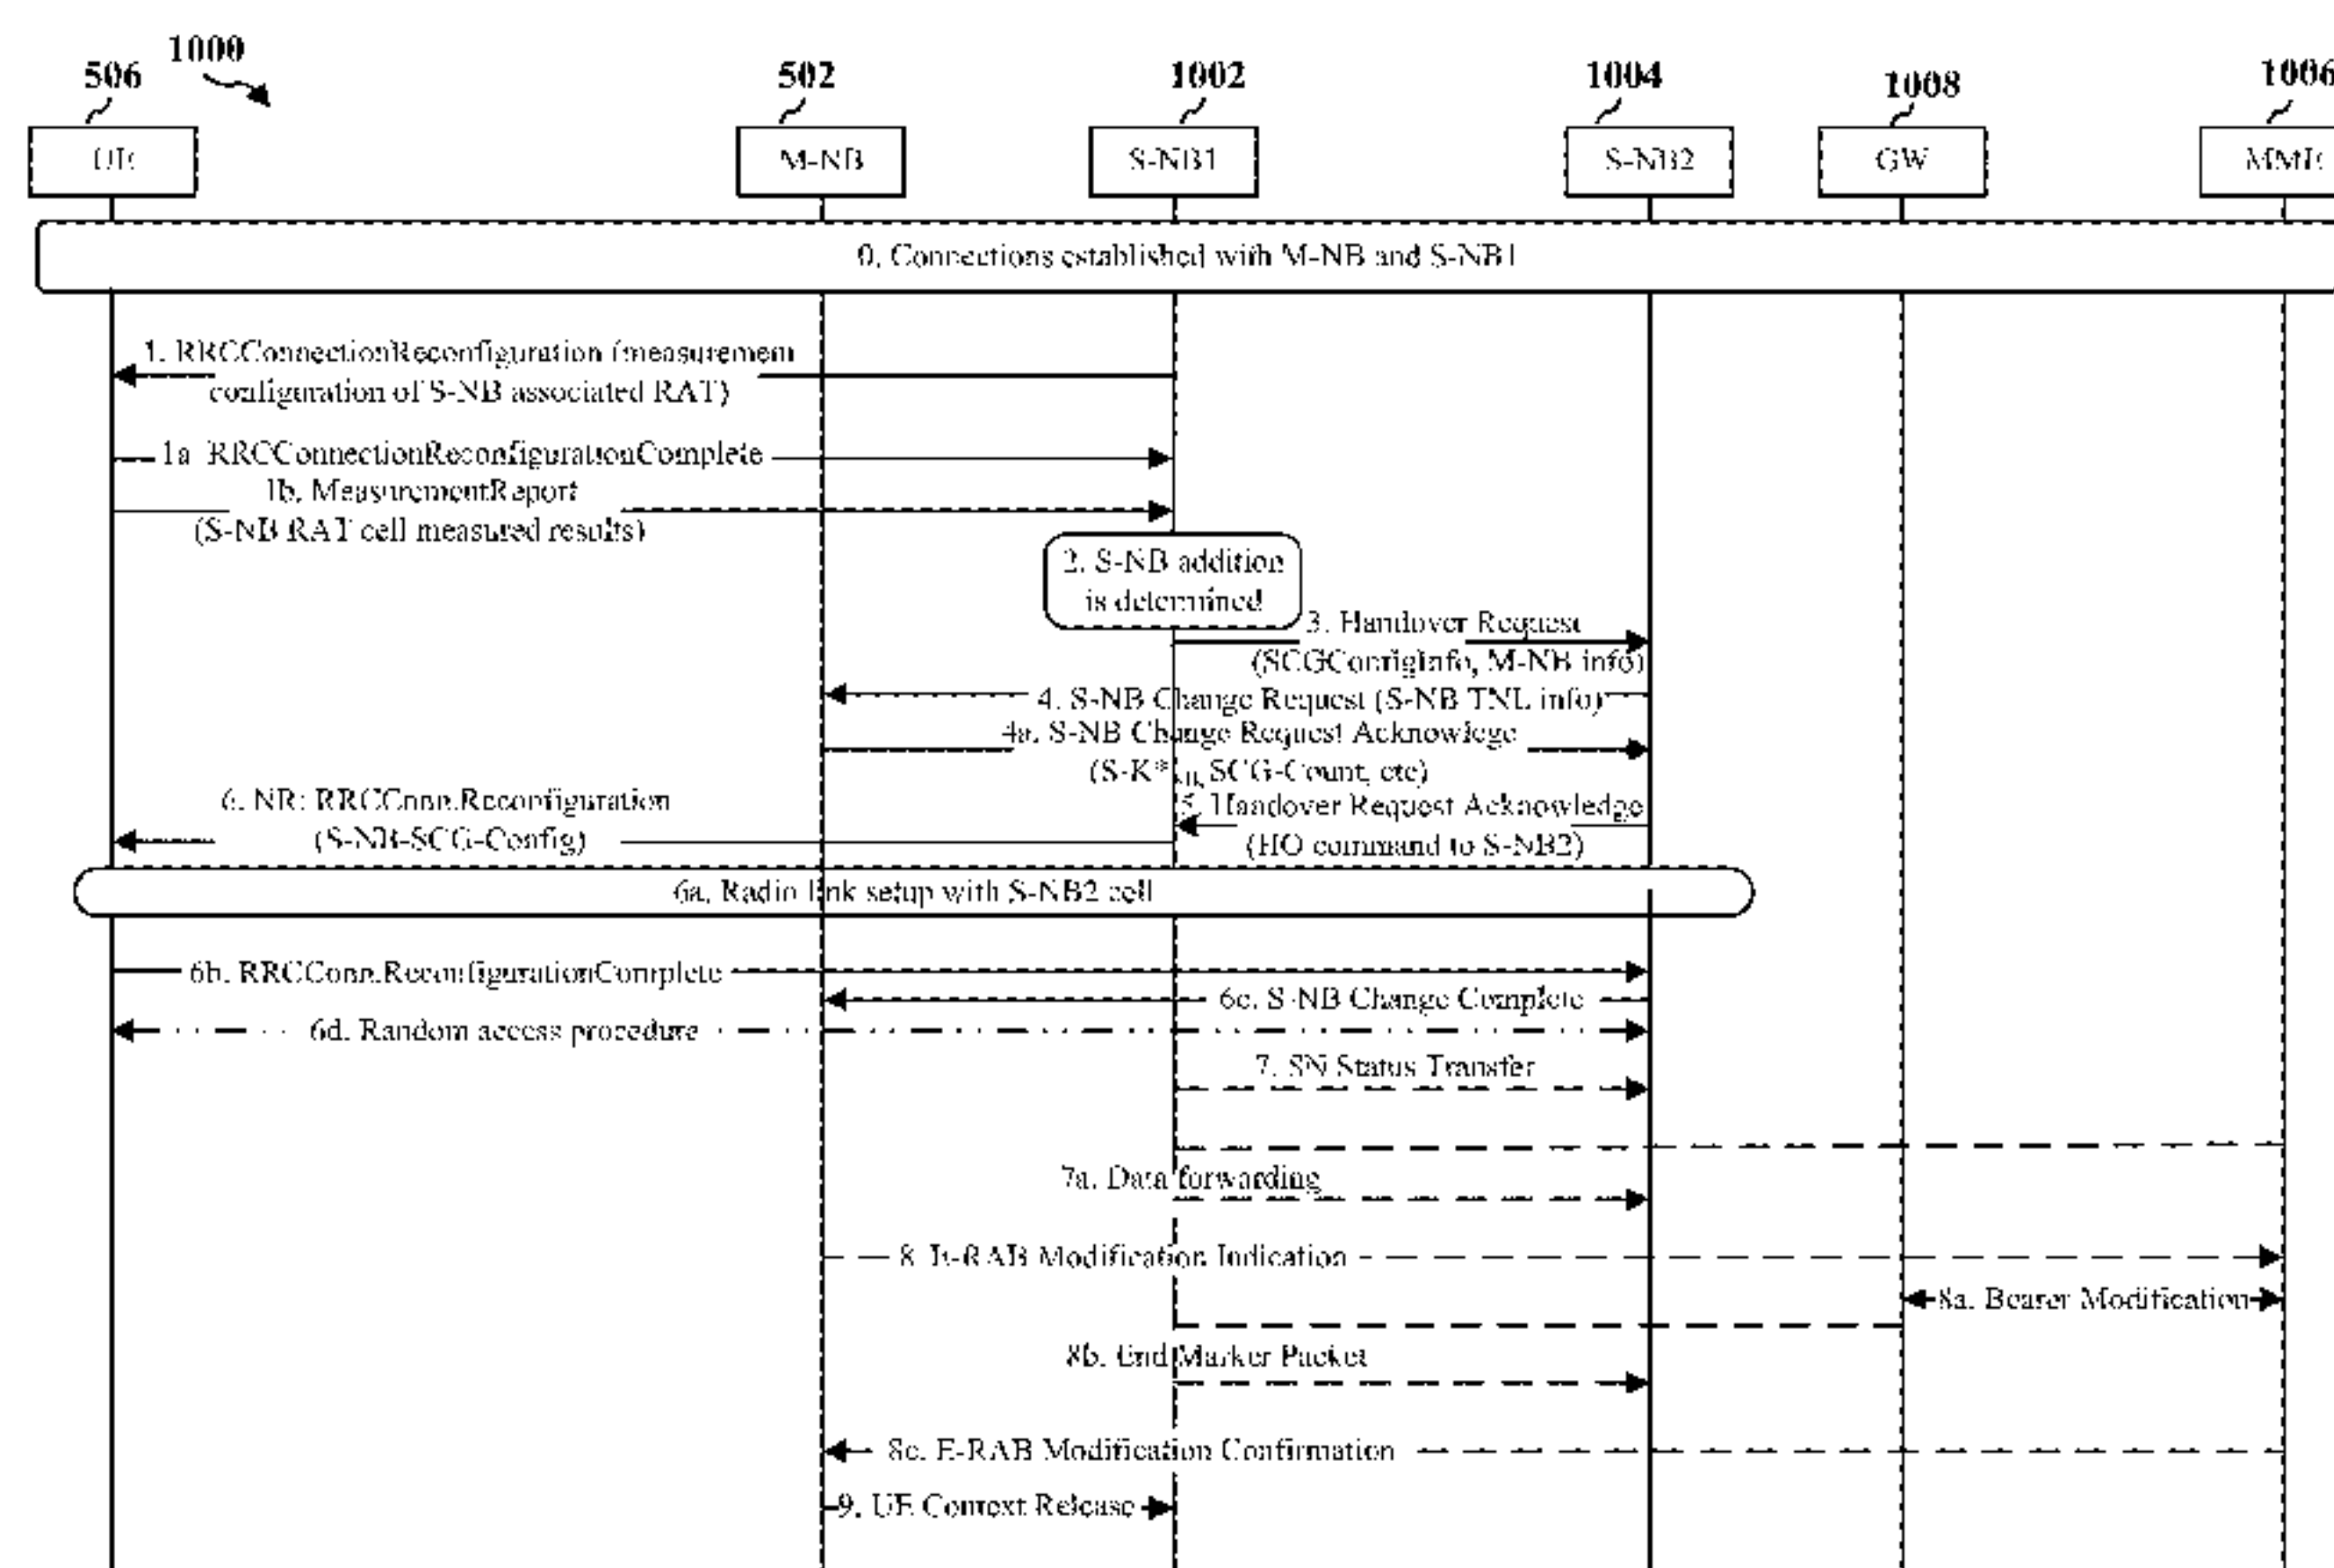 1000
506
502
1002
1004
1008
1006
UE
M-NB
S-NB1
S-NB2
GW
MME
0. Connections established with M-NB and S-NB1
1. RRCConnectionReconfiguration (measurement
configuration of S-NB associated RAT)
1a. RRCConnectionReconfigurationComplete
1b. MeasurementReport
(S-NB RAT cell measured results)
2. S-NB addition
is determined
3. Handover Request
(SCGConfigInfo, M-NB info)
4. S-NB Change Request (S-NB TNL info)
4a. S-NB Change Request Acknowlege
(S-K* SCG-Count, etc)
5. Handover Request Acknowledge
(HO command to S-NB2)
6. NR: RRCConn.Reconfiguration
(S-NB-SCG-Config)
6a. Radio link setup with S-NB2 cell
6b. RRCConn.ReconfigurationComplete
6c. S-NB Change Complete
6d. Random access procedure
7. SN Status Transfer
7a. Data forwarding
8. E-RAB Modification Indication
8a. Bearer Modification
8b. End Marker Packet
8c. E-RAB Modification Confirmation
9. UE Context Release